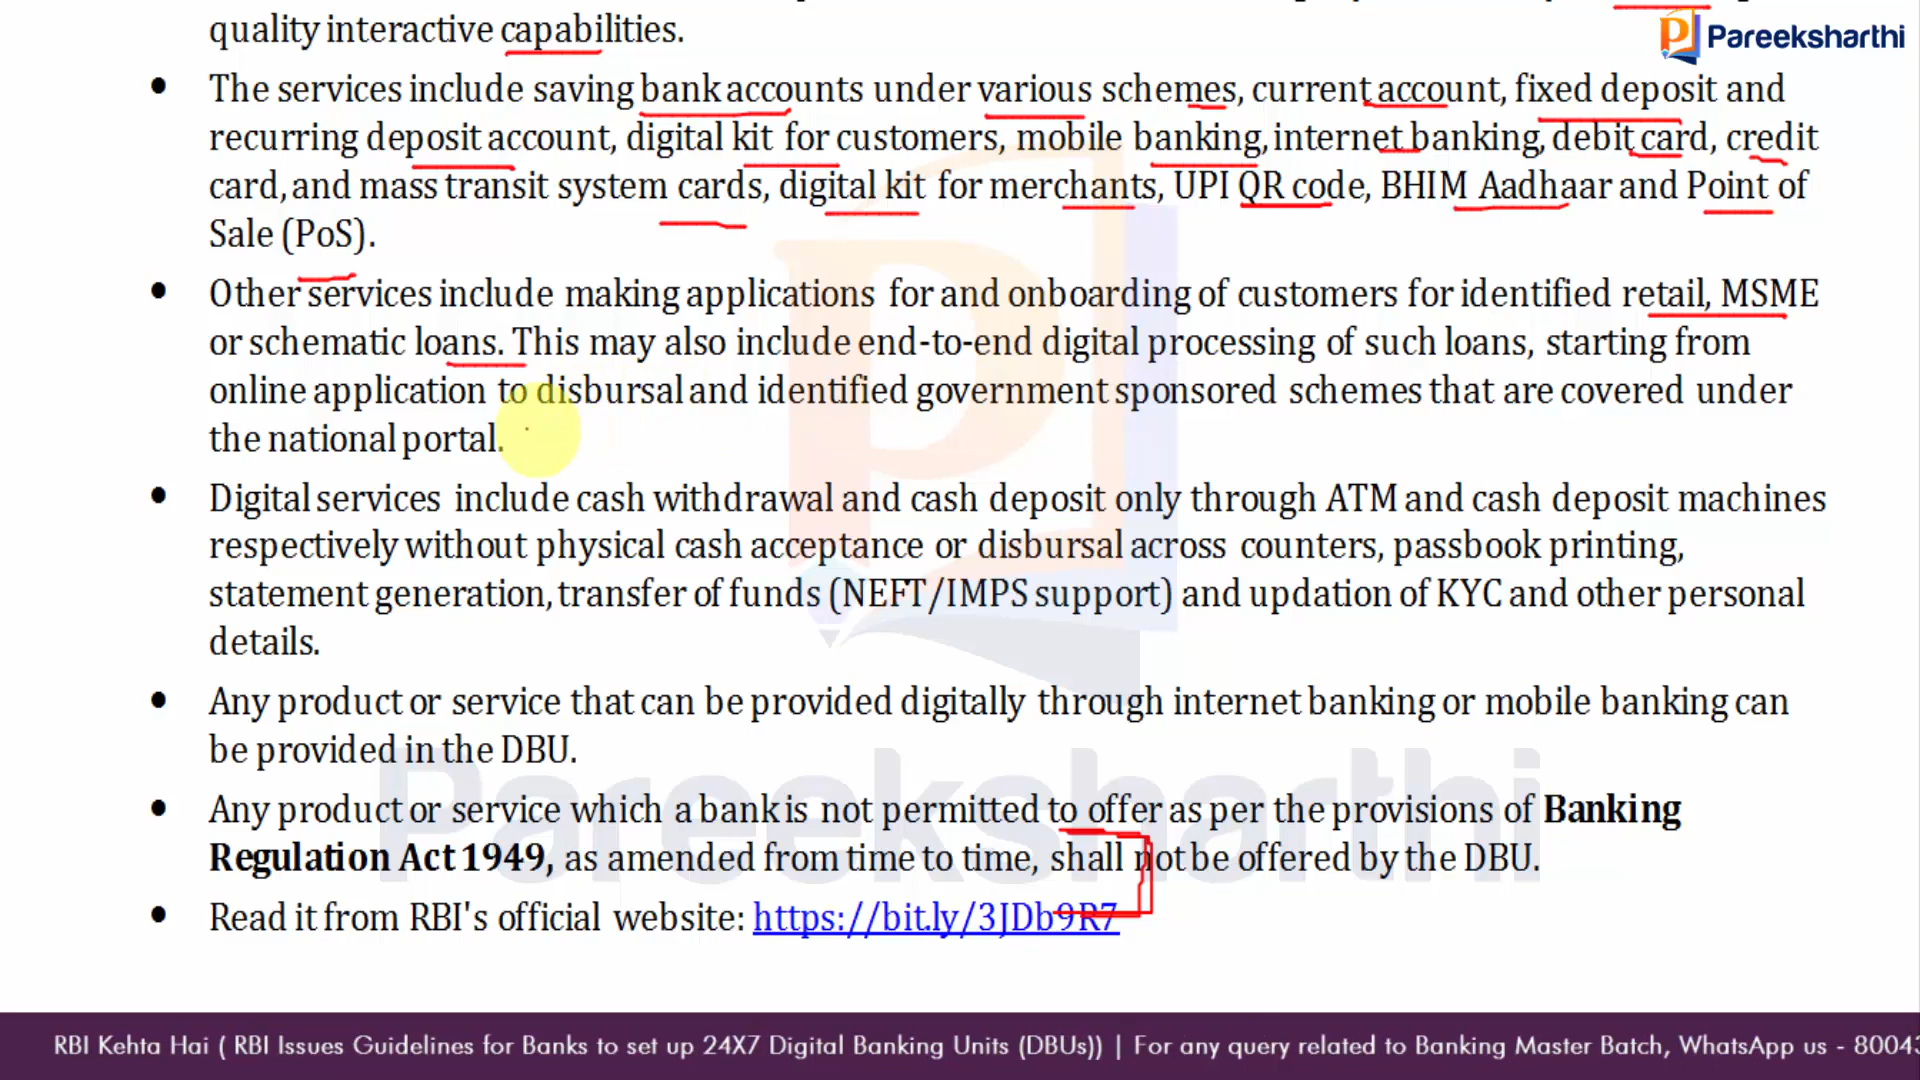 quality interactive capabilities.
Pareeksharthi
• The services include saving bank accounts under various schemes, current account, fixed deposit and
recurring deposit account, digital kit for customers, mobile banking, internet banking, debit card, credit
card, and mass transit system cards, digital kit for merchants, UPI QR code, BHIM Aadhaar and Point of
Sale (PoS).
• Other services include making applications for and onboarding of customers for identified retail, MSME
or schematic loans. This may also include end-to-end digital processing of such loans, starting from
online application to disbursal and identified government sponsored schemes that are covered under
the national portal.
• Digital services include cash withdrawal and cash deposit only through ATM and cash deposit machines
respectively without physical cash acceptance or disbursal across counters, passbook printing,
statement generation, transfer of funds (NEFT/IMPS support) and updation of KYC and other personal
details.
• Any product or service that can be provided digitally through internet banking or mobile banking can
be provided in the DBU.
Pareeksharthi
• Any product or service which a bank is not permitted to offer as per the provisions of Banking
Regulation Act 1949, as amended from time to time, shall not be offered by the DBU.
• Read it from RBI's official website: https://bit.ly/3JDb9R7
RBI Kehta Hai ( RBI Issues Guidelines for Banks to set up 24X7 Digital Banking Units (DBUs)) | For any query related to Banking Master Batch, WhatsApp us - 80043